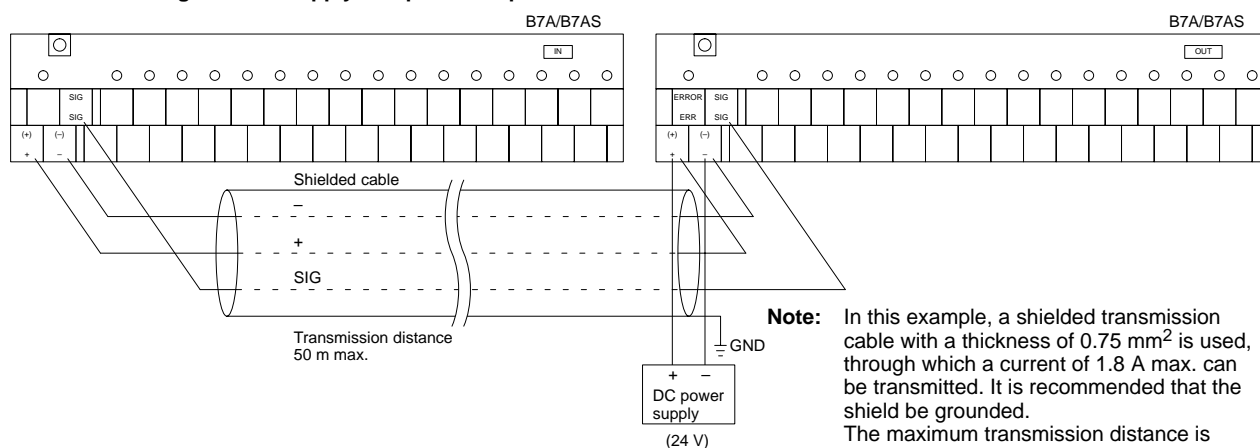 B7A/B7AS
IN
SIG
SIG
(+) (–)
+ –
B7A/B7AS
OUT
ERROR SIG
ERR SIG
(+) (–)
+ –
Shielded cable
–
+
SIG
Transmission distance
50 m max.
GND
+ –
DC power
supply
(24 V)
Note: In this example, a shielded transmission
cable with a thickness of 0.75 mm² is used,
through which a current of 1.8 A max. can
be transmitted. It is recommended that the
shield be grounded.
The maximum transmission distance is